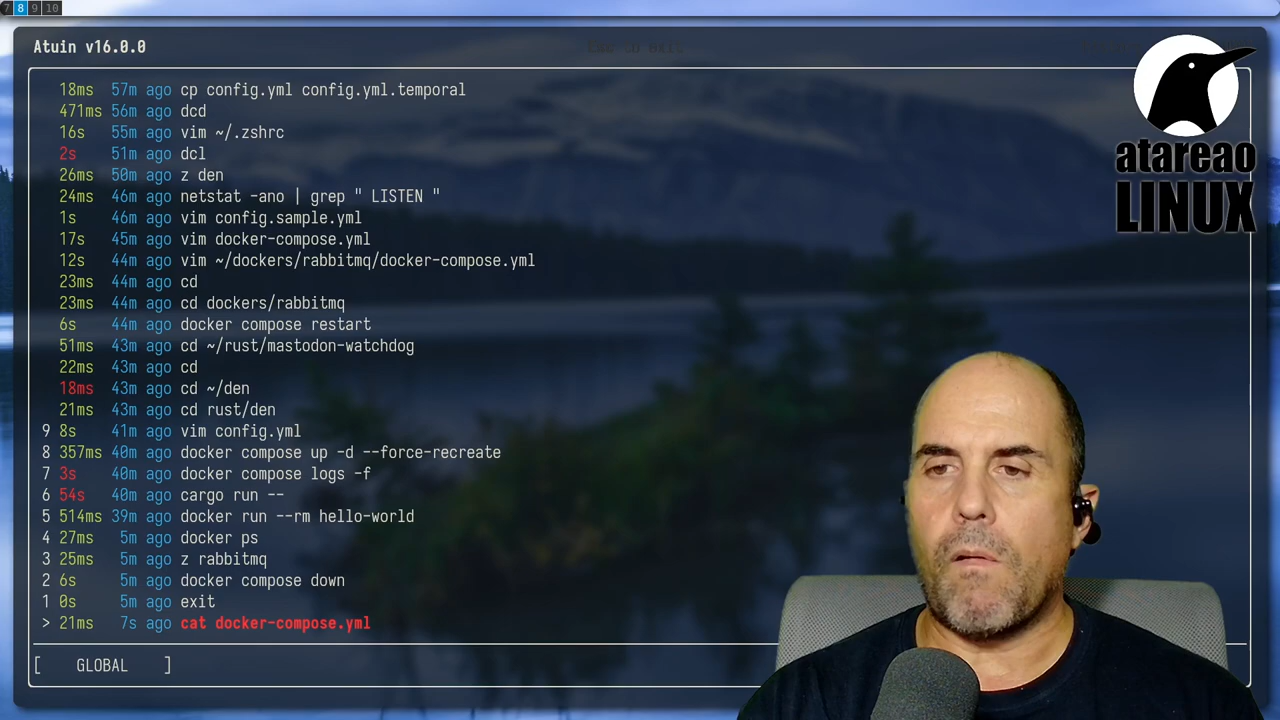 7 8 9 10
Atuin v16.0.0
18ms 57m ago cp config.yml config.yml.temporal
471ms 56m ago dcd
16s 55m ago vim ~/.zshrc
2s 51m ago dcl
26ms 50m ago z den
24ms 46m ago netstat -ano | grep " LISTEN "
1s 46m ago vim config.sample.yml
17s 45m ago vim docker-compose.yml
12s 44m ago vim ~/dockers/rabbitmq/docker-compose.yml
23ms 44m ago cd
23ms 44m ago cd dockers/rabbitmq
6s 44m ago docker compose restart
51ms 43m ago cd ~/rust/mastodon-watchdog
22ms 43m ago cd
18ms 43m ago cd ~/den
21ms 43m ago cd rust/den
9 8s 41m ago vim config.yml
8 357ms 40m ago docker compose up -d --force-recreate
7 3s 40m ago docker compose logs -f
6 54s 40m ago cargo run --
5 514ms 39m ago docker run --rm hello-world
4 27ms 5m ago docker ps
3 25ms 5m ago z rabbitmq
2 6s 5m ago docker compose down
1 0s 5m ago exit
> 21ms 7s ago cat docker-compose.yml
[ GLOBAL ]
atareao
LINUX